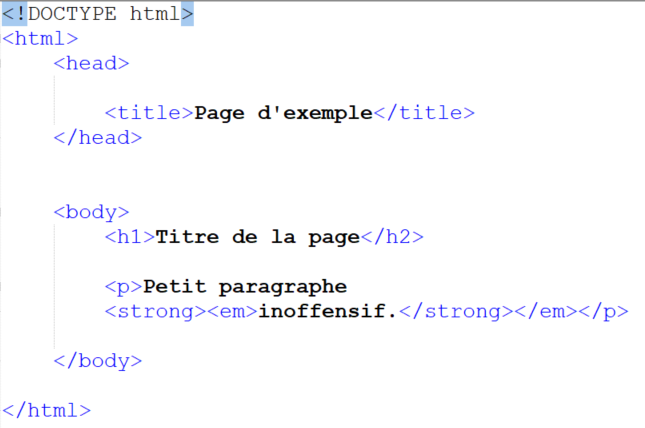 <!DOCTYPE html>
<html>
<head>
<title>Page d'exemple</title>
</head>
<body>
<h1>Titre de la page</h2>
<p>Petit paragraphe
<strong><em>inoffensif.</strong></em></p>
</body>
</html>